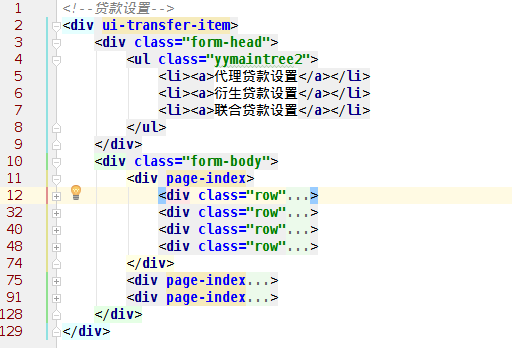 1 <!--贷款设置-->
2 <div ui-transfer-item>
3 <div class="form-head">
4 <ul class="yymaintree2">
5 <li><a>代理贷款设置</a></li>
6 <li><a>衍生贷款设置</a></li>
7 <li><a>联合贷款设置</a></li>
8 </ul>
9 </div>
10 <div class="form-body">
11 <div page-index>
12 <div class="row"...>
32 <div class="row"...>
40 <div class="row"...>
48 <div class="row"...>
74 </div>
75 <div page-index...>
91 <div page-index...>
128 </div>
129 </div>